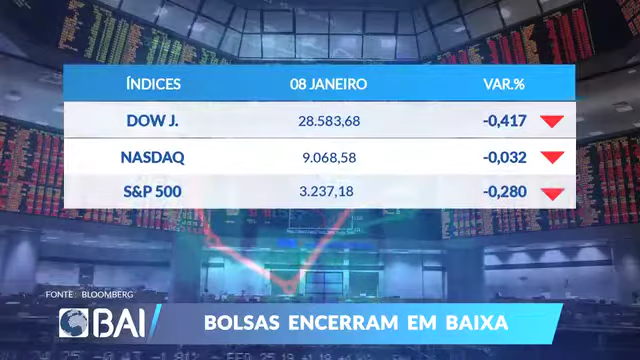 ÍNDICES 08 JANEIRO VAR.%
DOW J. 28.583,68 -0,417
NASDAQ 9.068,58 -0,032
S&P 500 3.237,18 -0,280
FONTE : BLOOMBERG
BAI BOLSAS ENCERRAM EM BAIXA